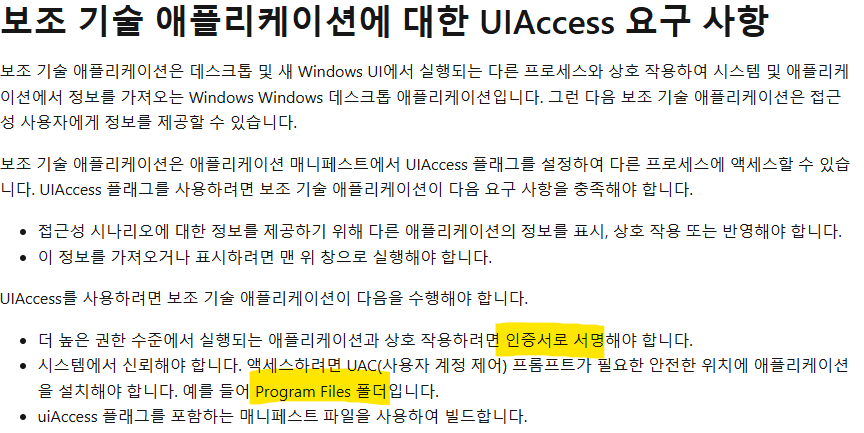 보조 기술 애플리케이션에 대한 UIAccess 요구 사항
보조 기술 애플리케이션은 데스크톱 및 새 Windows UI에서 실행되는 다른 프로세스와 상호 작용하여 시스템 및 애플리케
이션에서 정보를 가져오는 Windows Windows 데스크톱 애플리케이션입니다. 그런 다음 보조 기술 애플리케이션은 접근
성 사용자에게 정보를 제공할 수 있습니다.
보조 기술 애플리케이션은 애플리케이션 매니페스트에서 UIAccess 플래그를 설정하여 다른 프로세스에 액세스할 수 있습
니다. UIAccess 플래그를 사용하려면 보조 기술 애플리케이션이 다음 요구 사항을 충족해야 합니다.
• 접근성 시나리오에 대한 정보를 제공하기 위해 다른 애플리케이션의 정보를 표시, 상호 작용 또는 반영해야 합니다.
• 이 정보를 가져오거나 표시하려면 맨 위 창으로 실행해야 합니다.
UIAccess를 사용하려면 보조 기술 애플리케이션이 다음을 수행해야 합니다.
• 더 높은 권한 수준에서 실행되는 애플리케이션과 상호 작용하려면 인증서로 서명해야 합니다.
• 시스템에서 신뢰해야 합니다. 액세스하려면 UAC(사용자 계정 제어) 프롬프트가 필요한 안전한 위치에 애플리케이션
을 설치해야 합니다. 예를 들어 Program Files 폴더입니다.
• uiAccess 플래그를 포함하는 매니페스트 파일을 사용하여 빌드합니다.